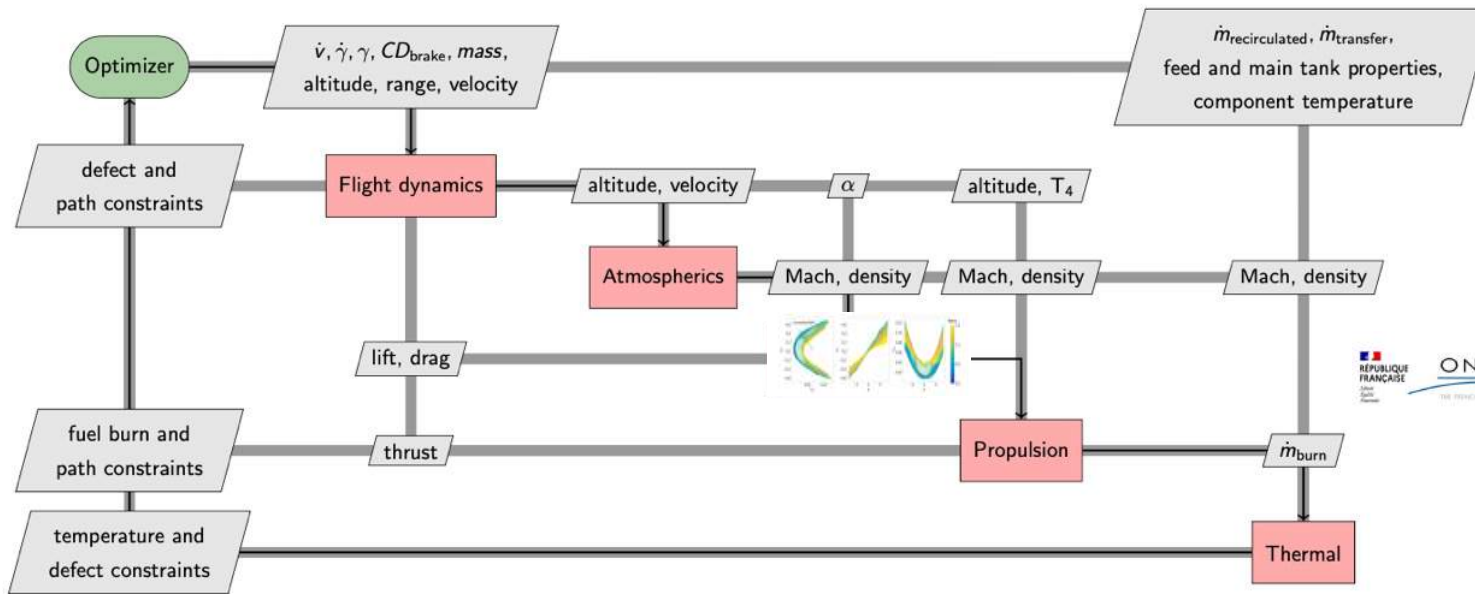 Optimizer
v̇, γ̇, γ, CD_brake, mass,
altitude, range, velocity
ṁ_recirculated, ṁ_transfer,
feed and main tank properties,
component temperature
defect and
path constraints
Flight dynamics
altitude, velocity
α
altitude, T₄
Atmospherics
Mach, density
Mach, density
Mach, density
lift, drag
RÉPUBLIQUE
FRANÇAISE
ON
fuel burn and
path constraints
thrust
Propulsion
ṁ_burn
temperature and
defect constraints
Thermal